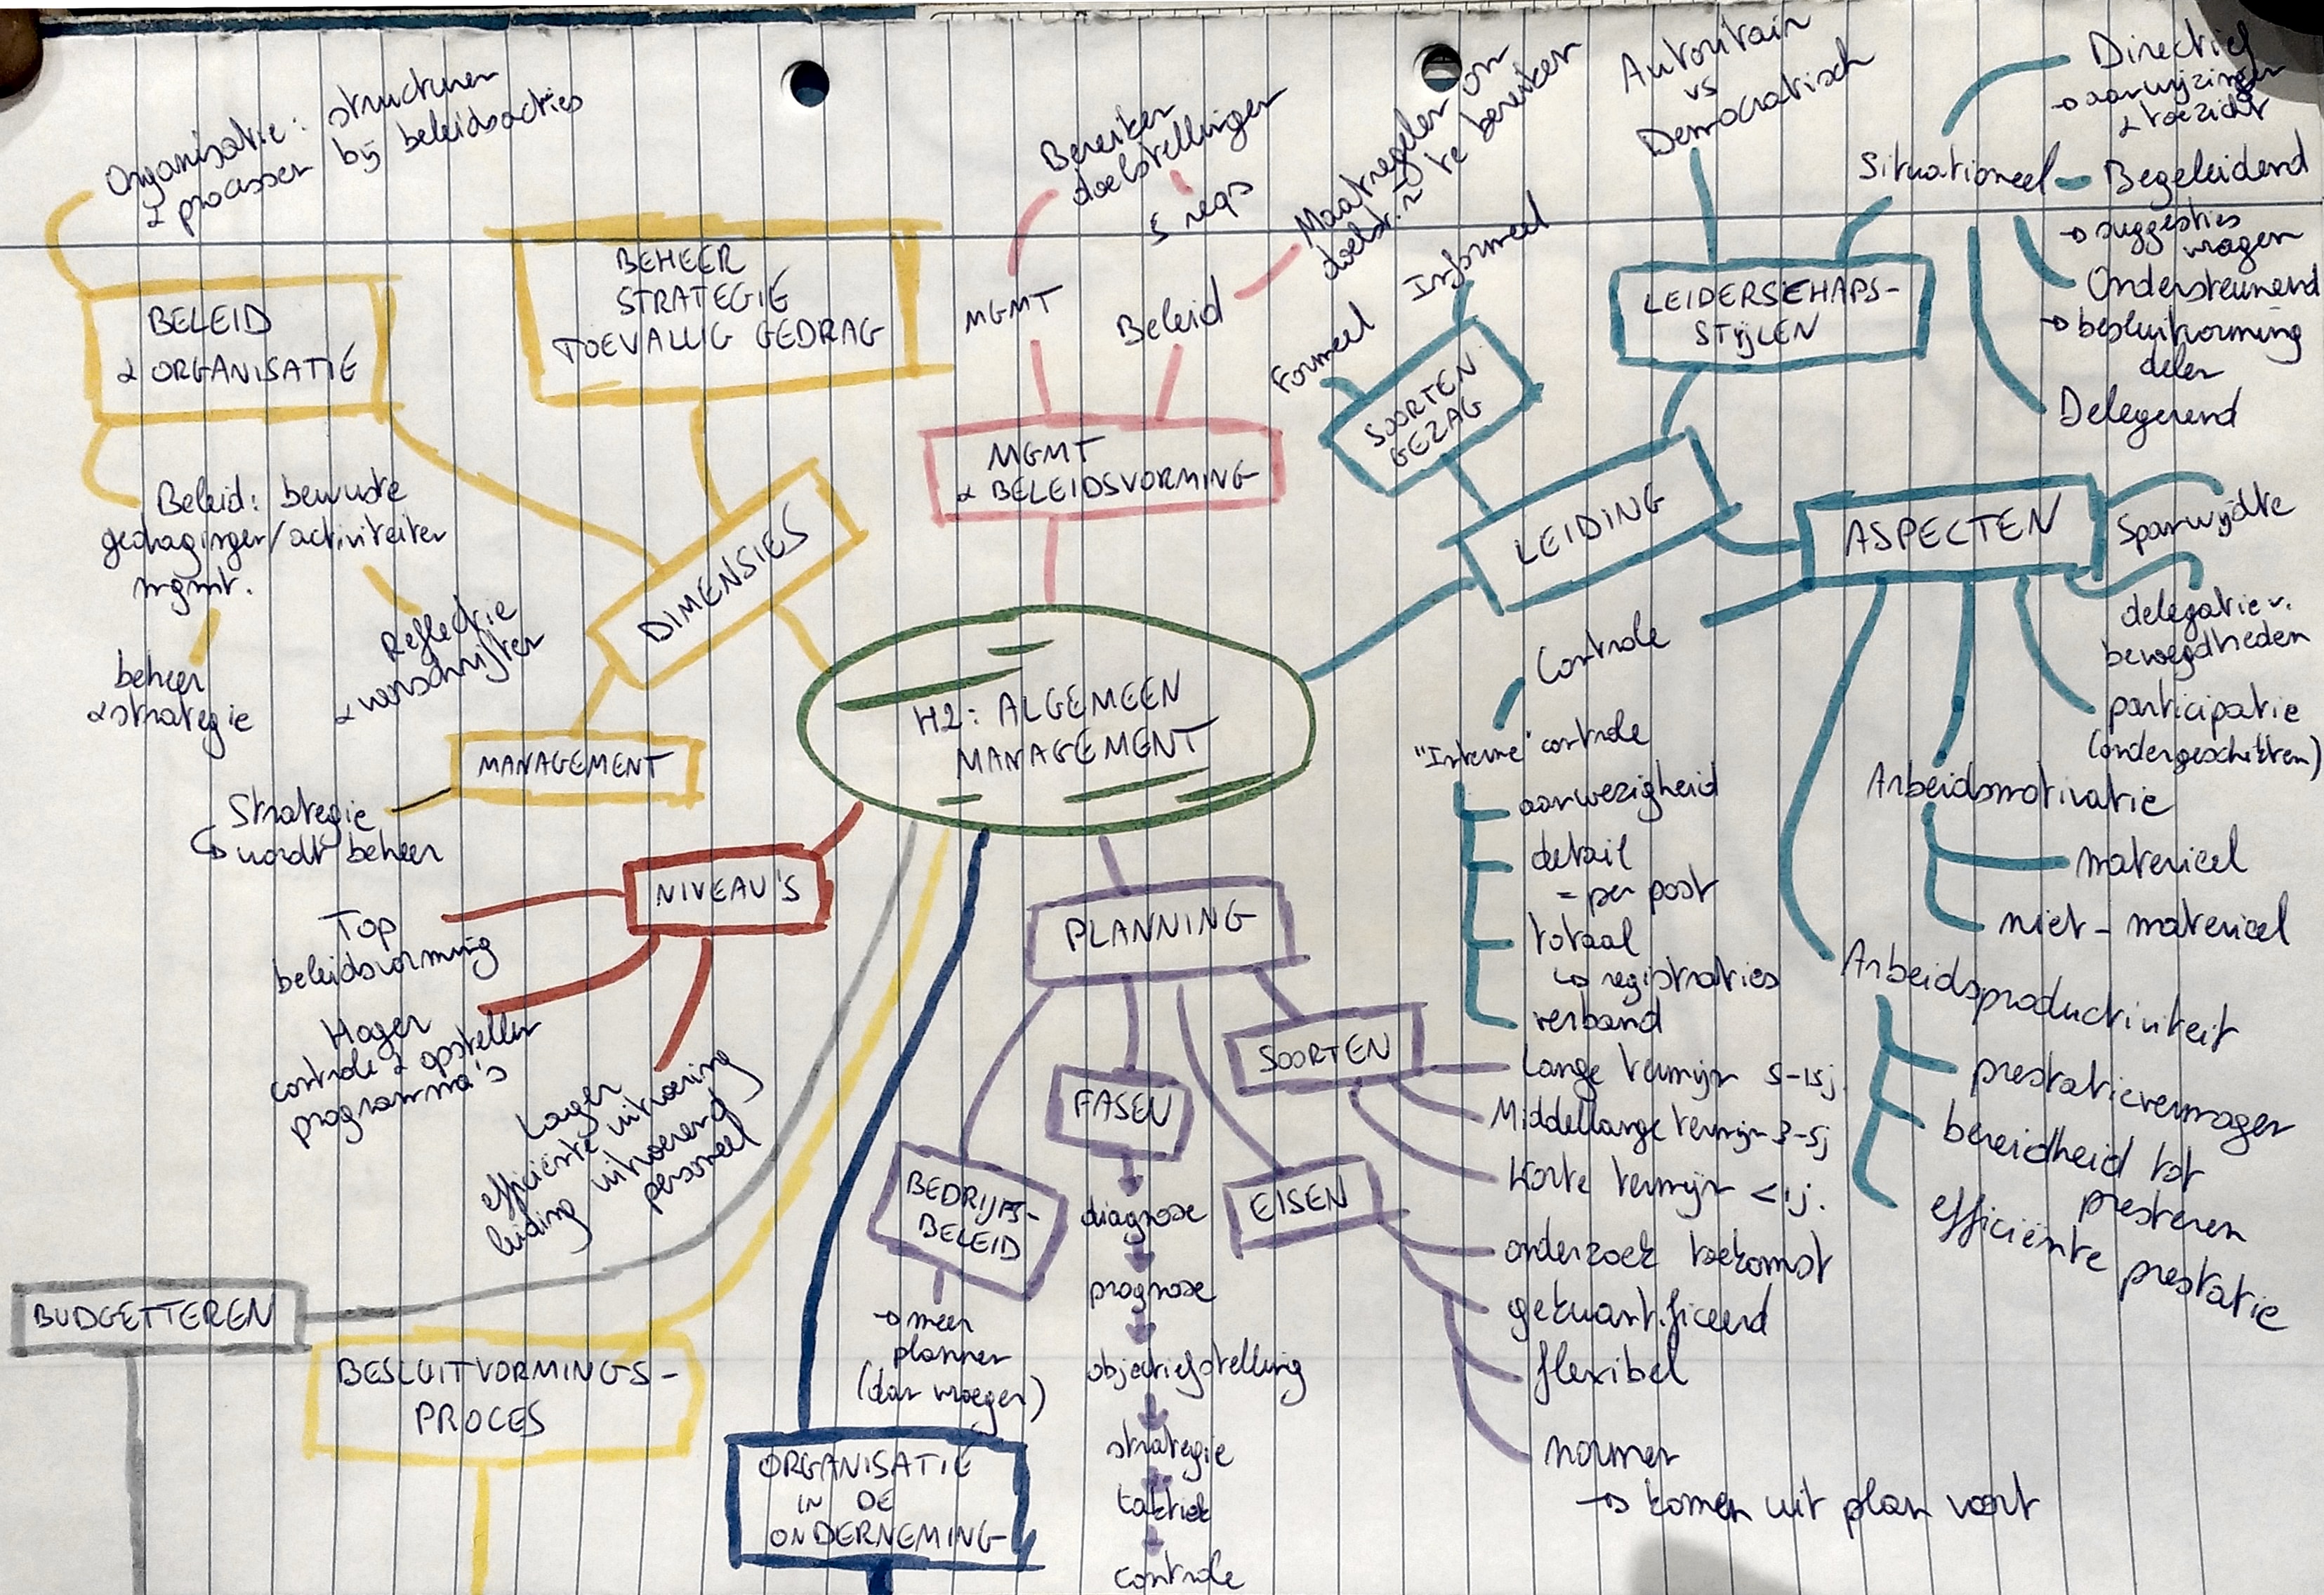 Organisatie: structuren
& processen bij beleidsacties
BELEID
& ORGANISATIE
Beleid: bewuste
gedragingen/activiteiten
mgmt.
beheer
& strategie
Reflectie
& voorschriften
BEHEER
STRATEGIE
TOEVALLIG GEDRAG
DIMENSIES
MANAGEMENT
Strategie
↳ wordt beheer
Bereiken
doelstellingen
5 reqs
MGMT
Beleid
Maatregelen om
doelst.n te bereiken
MGMT
& BELEIDSVORMING
H2: ALGEMEEN
MANAGEMENT
Formeel
Informeel
SOORTEN
GEZAG
LEIDING
Autoritair
vs
Democratisch
LEIDERSCHAPS-
STIJLEN
Situationeel
Directief
→ aanwijzingen
& toezicht
Begeleidend
→ suggesties
vragen
Ondersteunend
→ besluitvorming
delen
Delegerend
ASPECTEN
Spanwijdte
delegatie v.
bevoegdheden
participatie
(ondergeschikten)
Arbeidsmotivatie
materieel
niet-materieel
Arbeidsproductiviteit
prestatievermogen
bereidheid tot
presteren
efficiënte prestatie
Controle
"Interne" controle
aanwezigheid
detail
= per post
totaal
↳ registraties
verband
NIVEAU'S
Top
beleidsvorming
Hoger
controle & opstellen
programma's
Lager
efficiënte uitvoering
leiding uitvoerend
personeel
PLANNING
BEDRIJFS-
BELEID
→ meer
plannen
(dan vroeger)
FASEN
diagnose
prognose
objectiefstelling
strategie
taktiek
controle
SOORTEN
Lange termijn 5-15j.
Middellange termijn 3-5j
Korte termijn <1j.
EISEN
onderzoek toekomst
gekwantificeerd
flexibel
normen
→ komen uit plan voort
BUDGETTEREN
BESLUITVORMINGS-
PROCES
ORGANISATIE
IN DE
ONDERNEMING